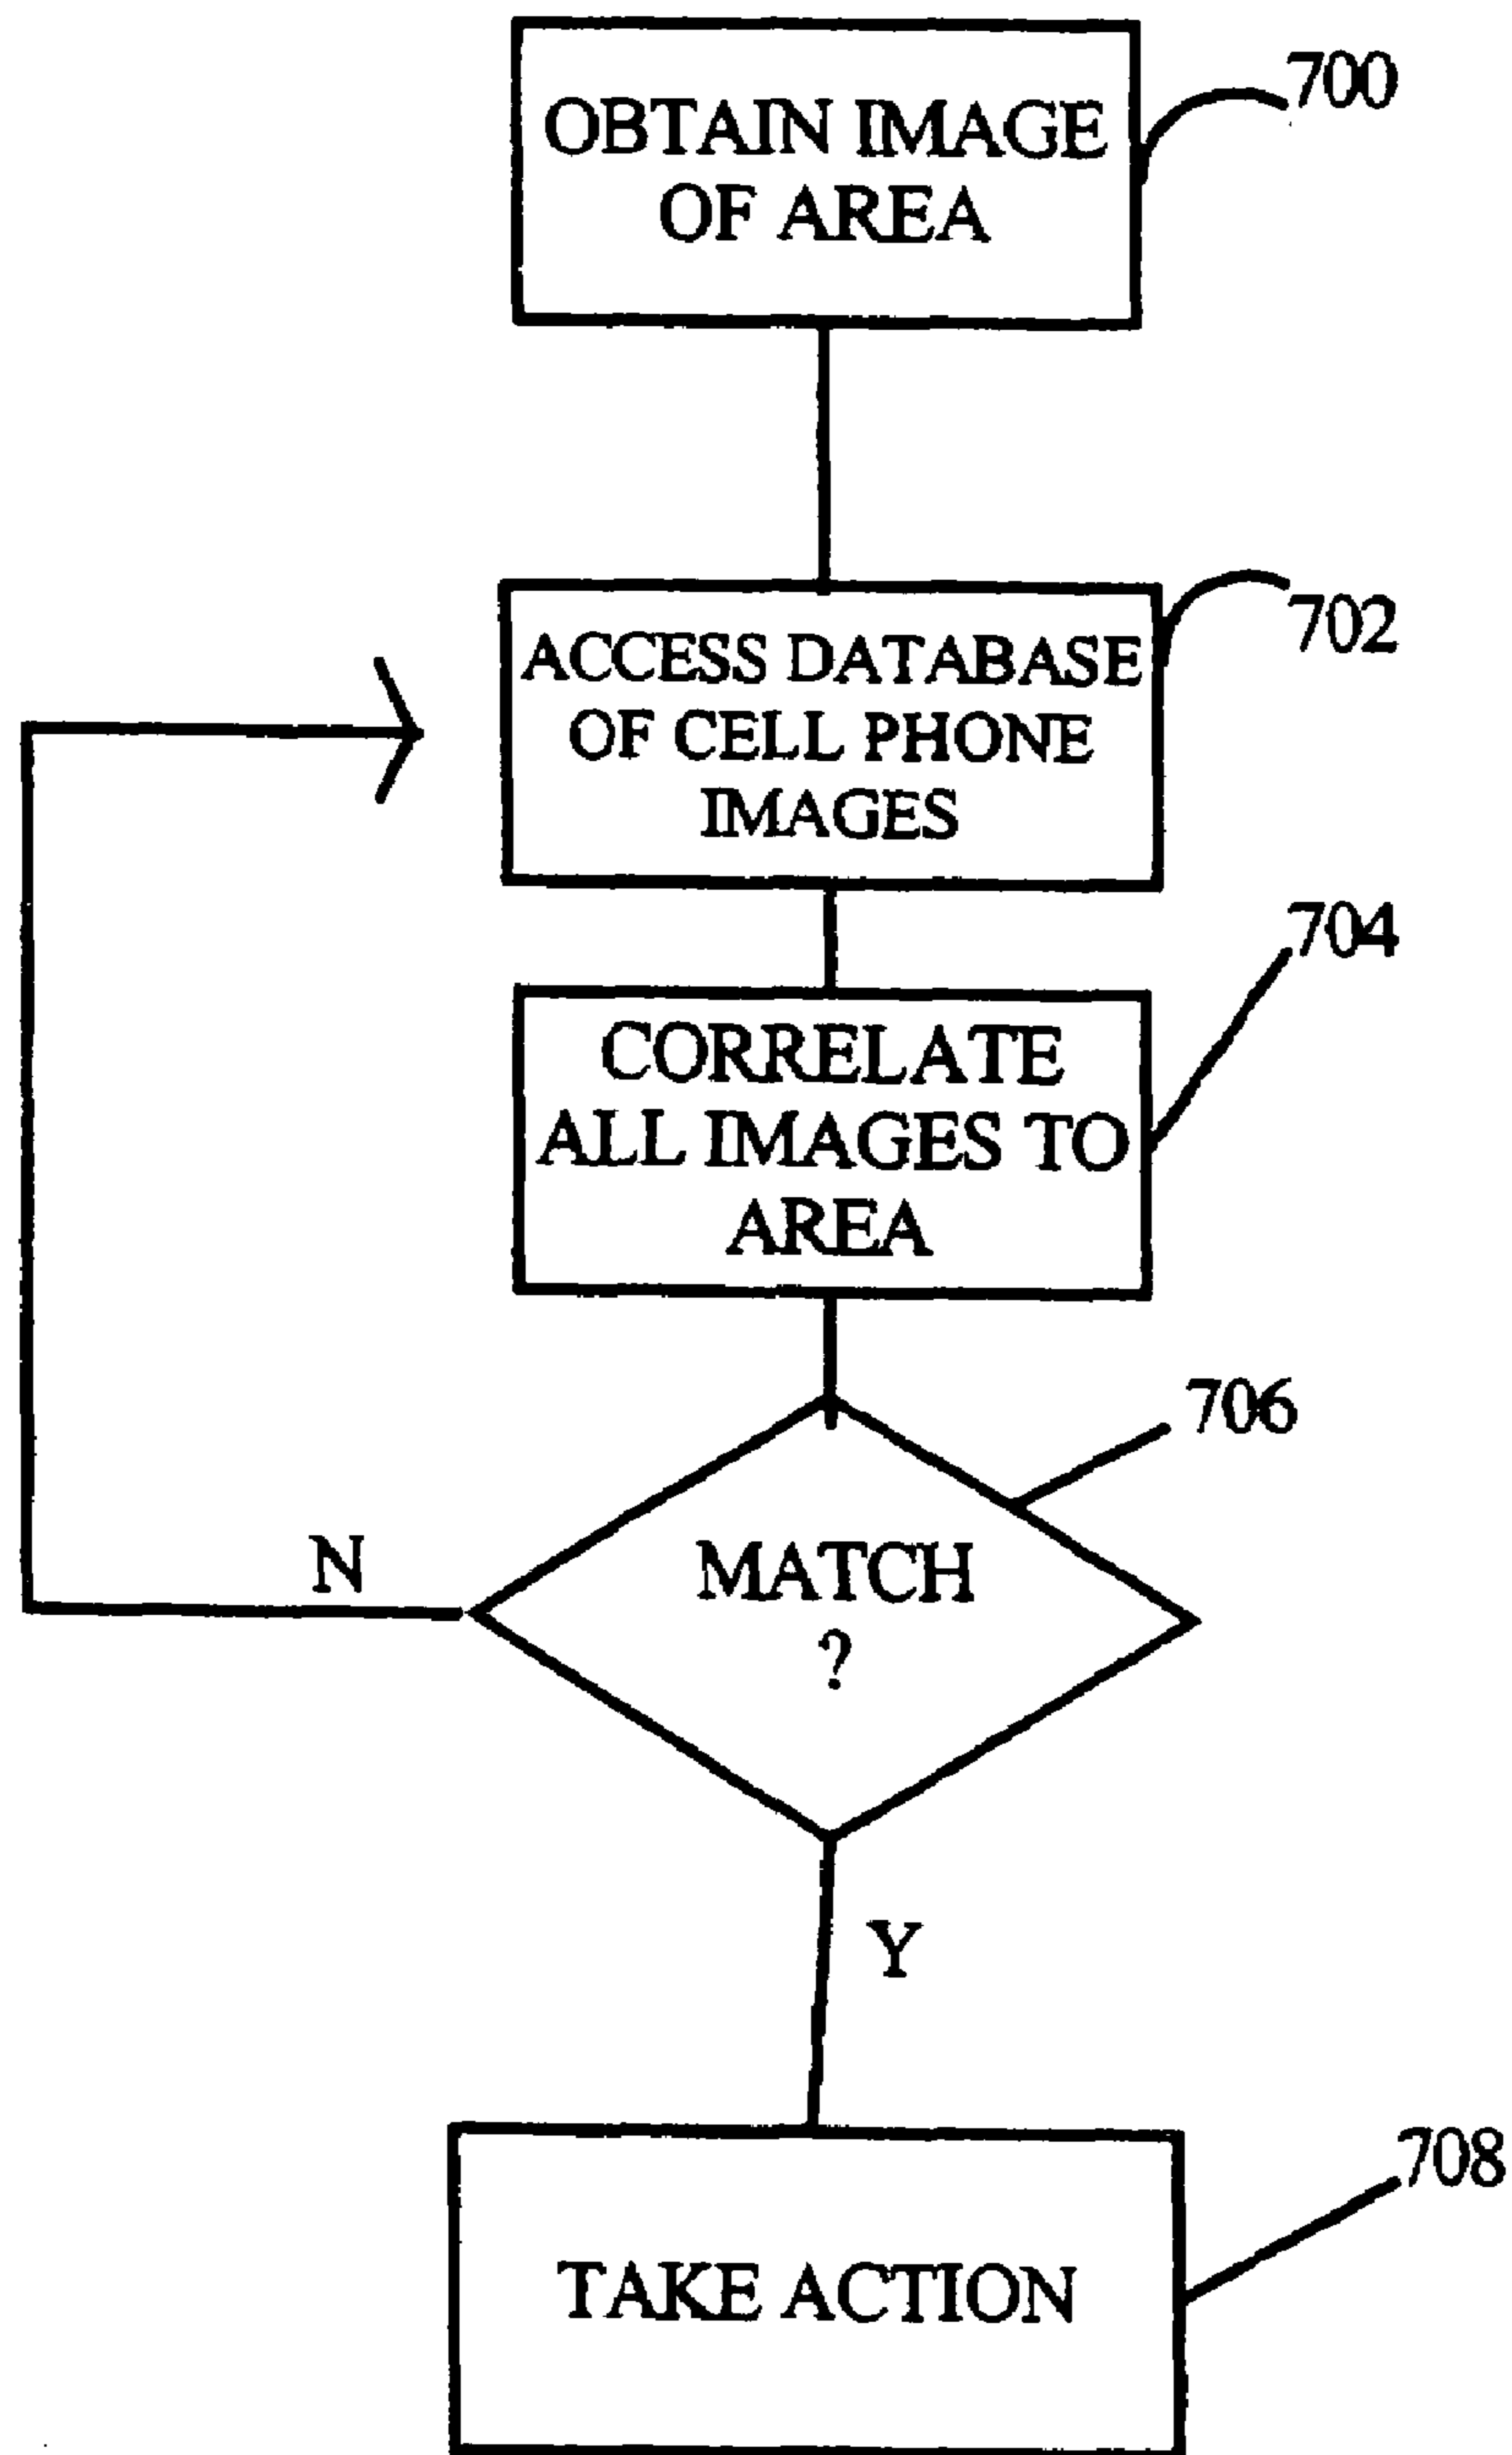 OBTAIN IMAGE
OF AREA
700
ACCESS DATABASE
OF CELL PHONE
IMAGES
702
CORRELATE
ALL IMAGES TO
AREA
704
MATCH
?
706
N
Y
TAKE ACTION
708